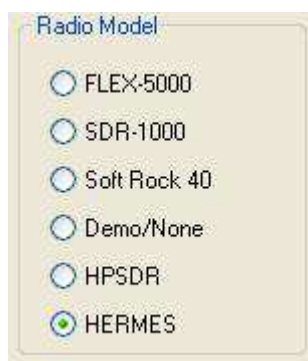 Radio Model
FLEX-5000
SDR-1000
Soft Rock 40
Demo/None
HPSDR
HERMES